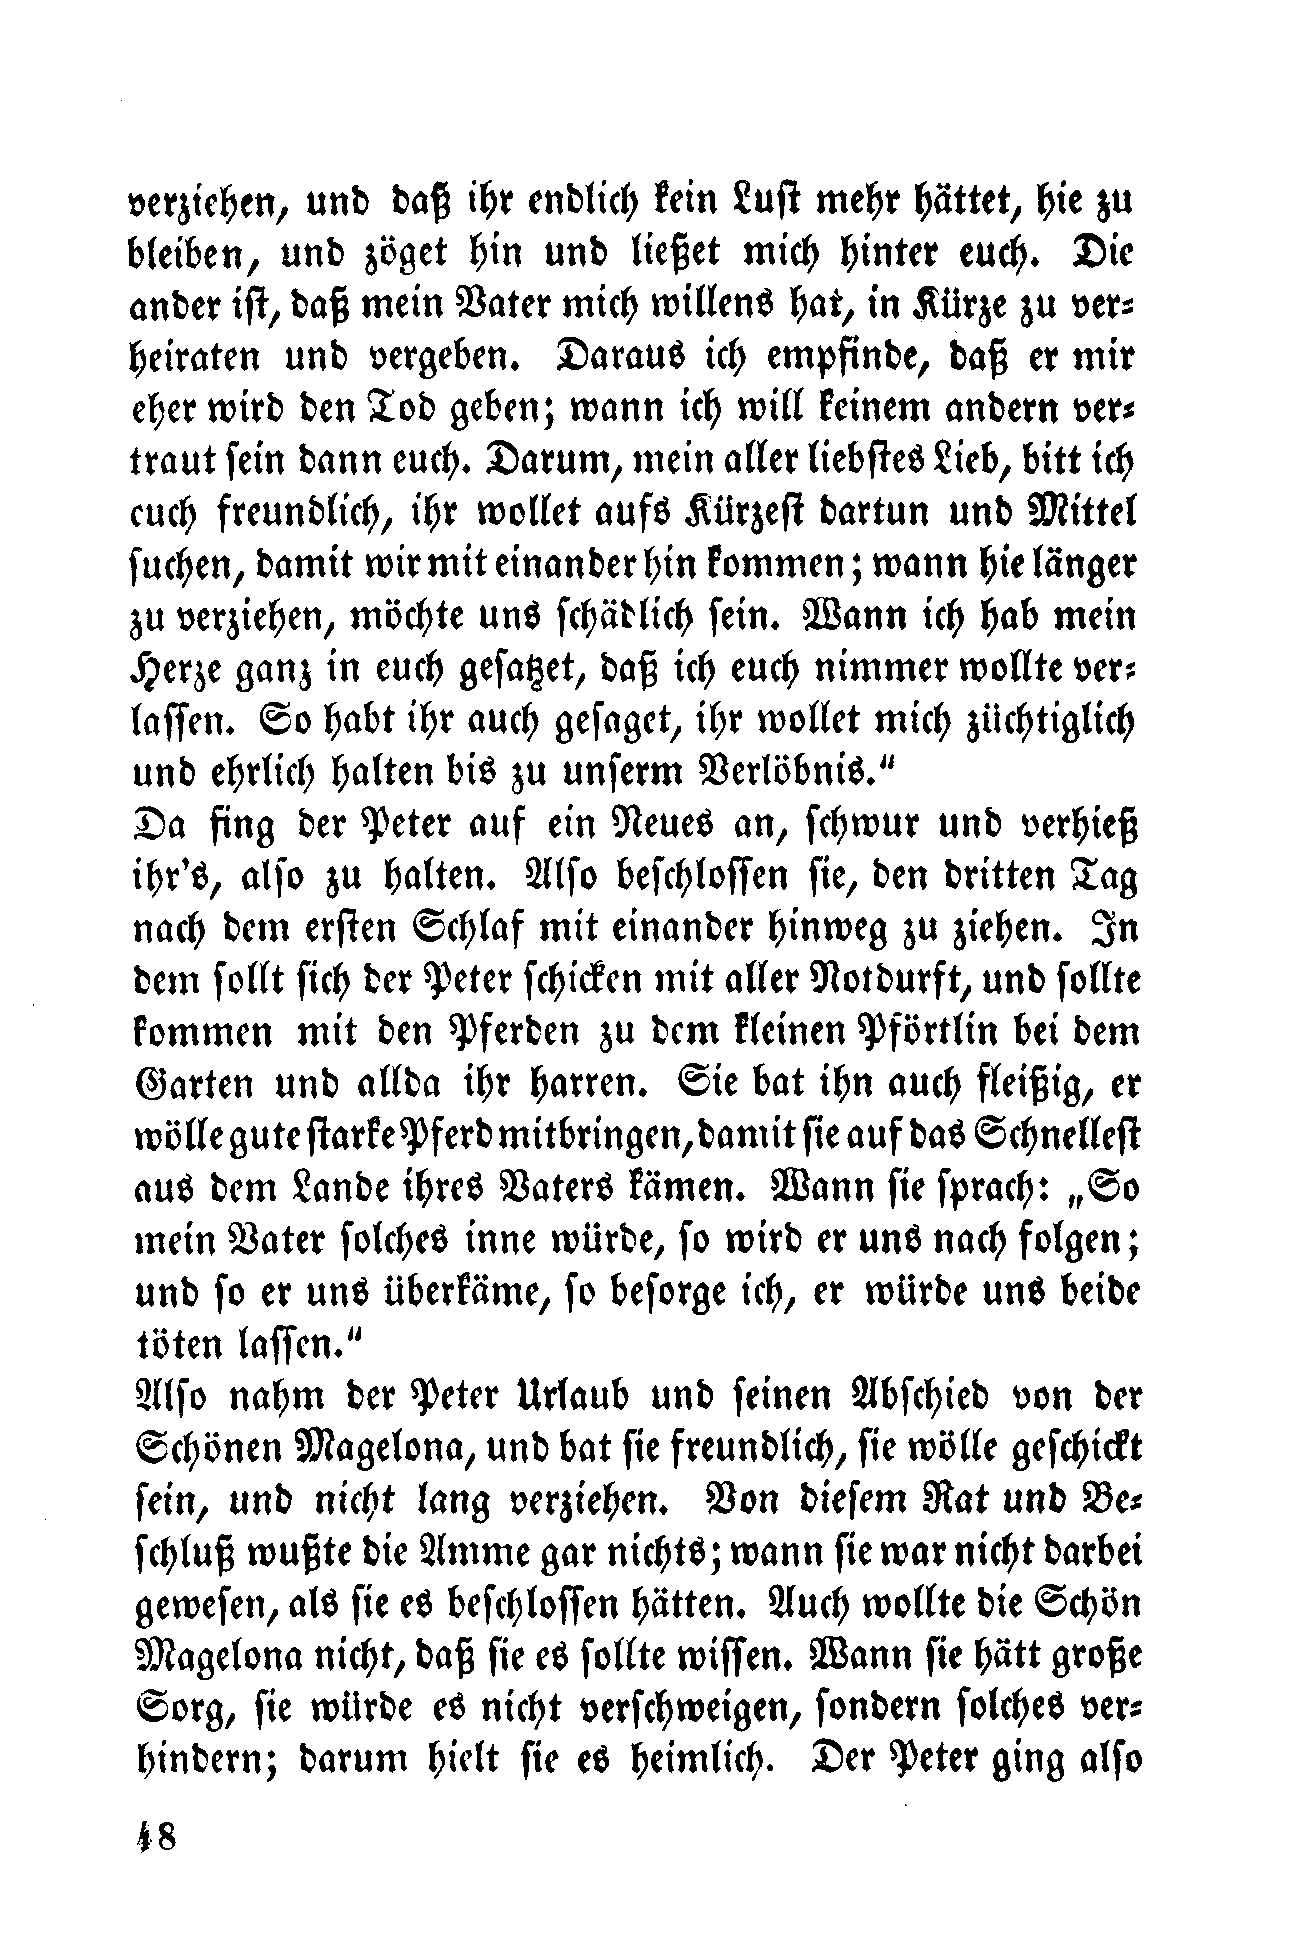 verziehen, und daß ihr endlich kein Lust mehr hättet, hie zu
bleiben, und zöget hin und ließet mich hinter euch. Die
ander ist, daß mein Vater mich willens hat, in Kürze zu ver-
heiraten und vergeben. Daraus ich empfinde, daß er mir
eher wird den Tod geben; wann ich will keinem andern ver-
traut sein dann euch. Darum, mein aller liebstes Lieb, bitt ich
euch freundlich, ihr wollet aufs Kürzest dartun und Mittel
suchen, damit wir mit einander hin kommen; wann hie länger
zu verziehen, möchte uns schädlich sein. Wann ich hab mein
Herze ganz in euch gesatzet, daß ich euch nimmer wollte ver-
lassen. So habt ihr auch gesaget, ihr wollet mich züchtiglich
und ehrlich halten bis zu unserm Verlöbnis.“
Da fing der Peter auf ein Neues an, schwur und verhieß
ihr's, also zu halten. Also beschlossen sie, den dritten Tag
nach dem ersten Schlaf mit einander hinweg zu ziehen. In
dem sollt sich der Peter schicken mit aller Notdurft, und sollte
kommen mit den Pferden zu dem kleinen Pförtlin bei dem
Garten und allda ihr harren. Sie bat ihn auch fleißig, er
wölle gute starke Pferd mitbringen, damit sie auf das Schnellest
aus dem Lande ihres Vaters kämen. Wann sie sprach: „So
mein Vater solches inne würde, so wird er uns nach folgen;
und so er uns überkäme, so besorge ich, er würde uns beide
töten lassen.“
Also nahm der Peter Urlaub und seinen Abschied von der
Schönen Magelona, und bat sie freundlich, sie wölle geschickt
sein, und nicht lang verziehen. Von diesem Rat und Be-
schluß wußte die Amme gar nichts; wann sie war nicht darbei
gewesen, als sie es beschlossen hätten. Auch wollte die Schön
Magelona nicht, daß sie es sollte wissen. Wann sie hätt große
Sorg, sie würde es nicht verschweigen, sondern solches ver-
hindern; darum hielt sie es heimlich. Der Peter ging also
48